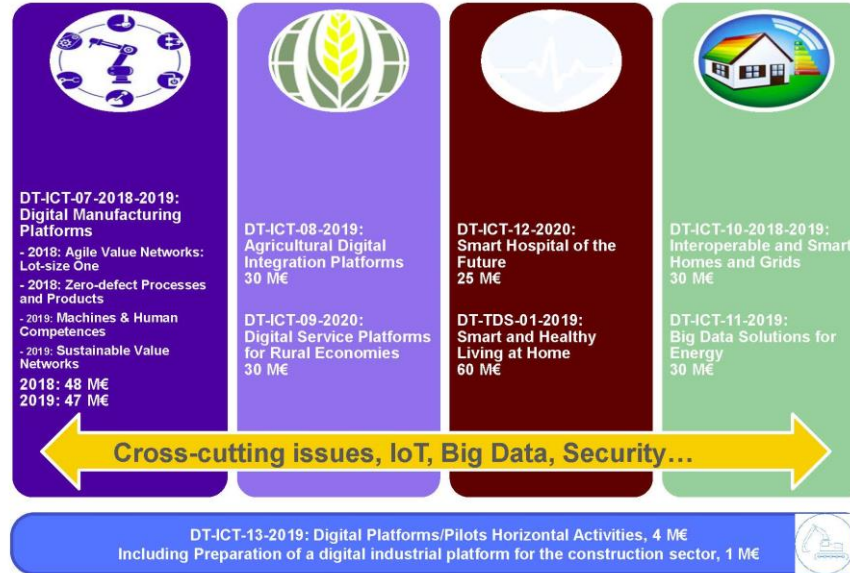 DT-ICT-07-2018-2019:
Digital Manufacturing
Platforms
- 2018: Agile Value Networks:
Lot-size One
- 2018: Zero-defect Processes
and Products
- 2019: Machines & Human
Competences
- 2019: Sustainable Value
Networks
2018: 48 M€
2019: 47 M€
DT-ICT-08-2019:
Agricultural Digital
Integration Platforms
30 M€
DT-ICT-09-2020:
Digital Service Platforms
for Rural Economies
30 M€
DT-ICT-12-2020:
Smart Hospital of the
Future
25 M€
DT-TDS-01-2019:
Smart and Healthy
Living at Home
60 M€
DT-ICT-10-2018-2019:
Interoperable and Smart
Homes and Grids
30 M€
DT-ICT-11-2019:
Big Data Solutions for
Energy
30 M€
Cross-cutting issues, IoT, Big Data, Security...
DT-ICT-13-2019: Digital Platforms/Pilots Horizontal Activities, 4 M€
Including Preparation of a digital industrial platform for the construction sector, 1 M€